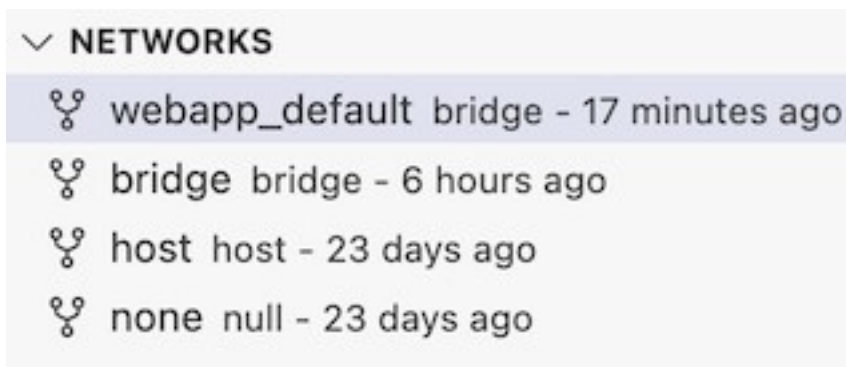 NETWORKS
webapp_default bridge - 17 minutes ago
bridge bridge - 6 hours ago
host host - 23 days ago
none null - 23 days ago